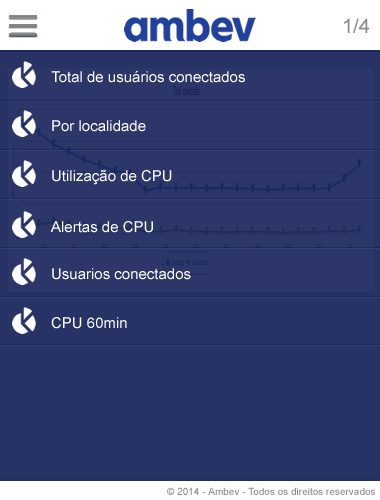 ambev
1/4
Total de usuários conectados
Por localidade
Utilização de CPU
Alertas de CPU
Usuarios conectados
CPU 60min
© 2014 - Ambev - Todos os direitos reservados